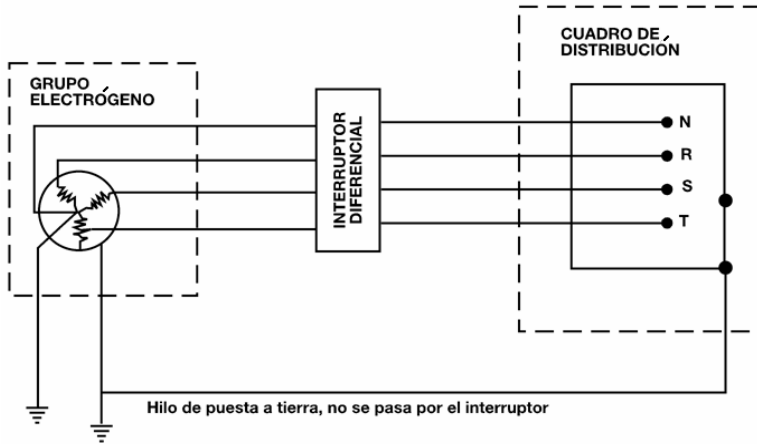 CUADRO DE
DISTRIBUCIÓN
GRUPO
ELECTRÓGENO
INTERRUPTOR
DIFERENCIAL
N
R
S
T
Hilo de puesta a tierra, no se pasa por el interruptor